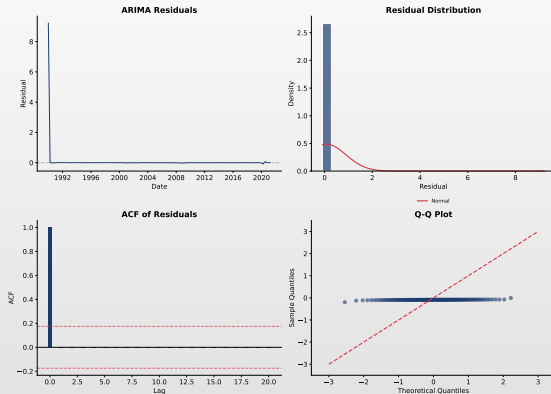 ARIMA Residuals
Residual
8
6
4
2
0
1992 1996 2000 2004 2008 2012 2016 2020
Date
Residual Distribution
Density
2.5
2.0
1.5
1.0
0.5
0.0
0 2 4 6 8
Residual
Normal
ACF of Residuals
ACF
1.0
0.8
0.6
0.4
0.2
0.0
−0.2
0.0 2.5 5.0 7.5 10.0 12.5 15.0 17.5 20.0
Lag
Q-Q Plot
Sample Quantiles
3
2
1
0
−1
−2
−3
−3 −2 −1 0 1 2 3
Theoretical Quantiles